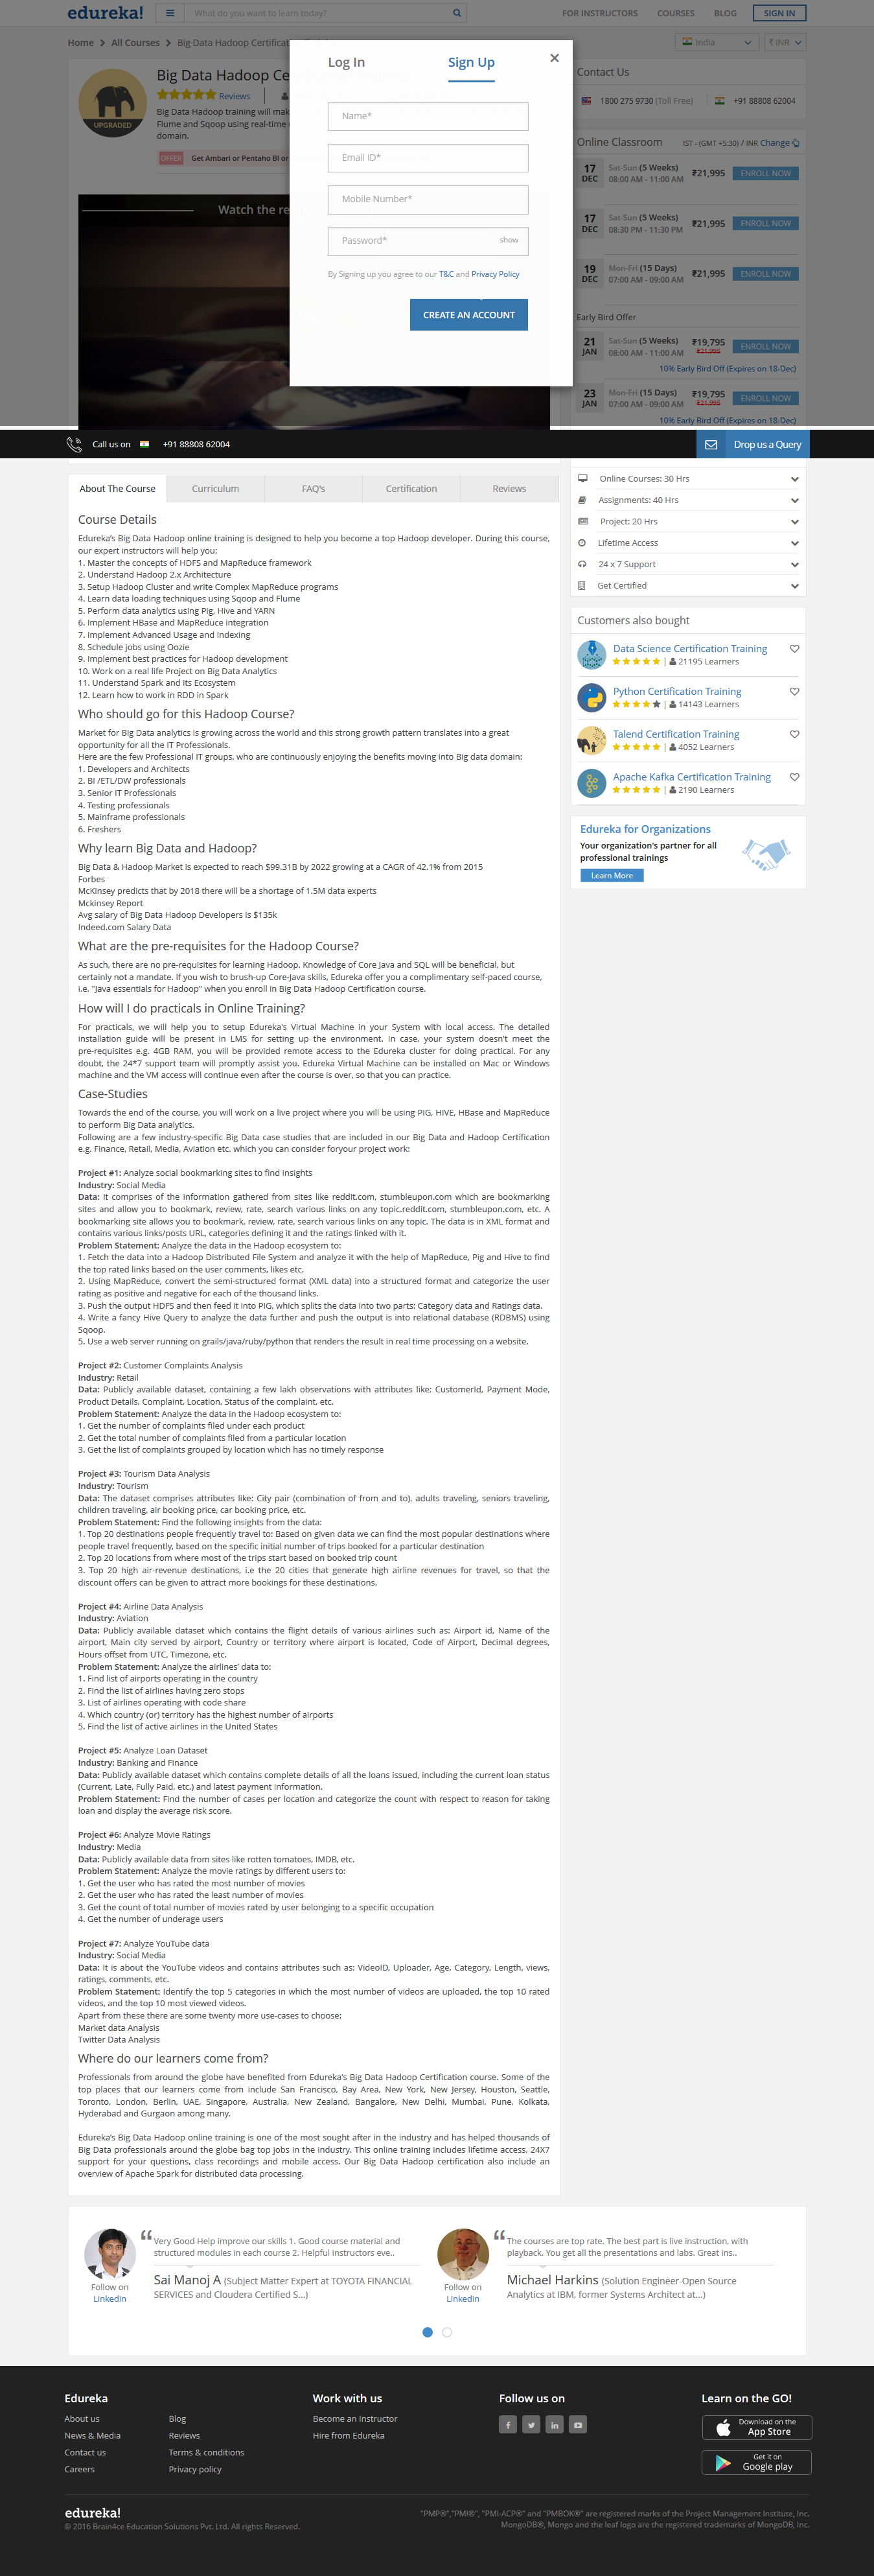 edureka!
What do you want to learn today?
FOR INSTRUCTORS
COURSES
BLOG
SIGN IN
Home > All Courses > Big Data Hadoop Certificat
India
₹ INR
Big Data Hadoop Ce
Reviews
UPGRADED
Big Data Hadoop training will mak
Flume and Sqoop using real-time
domain.
OFFER Get Ambari or Pentaho BI or
Watch the re
Log In
Sign Up
×
Name*
Email ID*
Mobile Number*
Password*
show
By Signing up you agree to our T&C and Privacy Policy
CREATE AN ACCOUNT
Contact Us
1800 275 9730 (Toll Free)
+91 88808 62004
Online Classroom
IST - (GMT +5:30) / INR Change
17 DEC Sat-Sun (5 Weeks) 08:00 AM - 11:00 AM ₹21,995 ENROLL NOW
17 DEC Sat-Sun (5 Weeks) 08:30 PM - 11:30 PM ₹21,995 ENROLL NOW
19 DEC Mon-Fri (15 Days) 07:00 AM - 09:00 AM ₹21,995 ENROLL NOW
Early Bird Offer
21 JAN Sat-Sun (5 Weeks) 08:00 AM - 11:00 AM ₹19,795 ₹21,995 ENROLL NOW
10% Early Bird Off (Expires on 18-Dec)
23 JAN Mon-Fri (15 Days) 07:00 AM - 09:00 AM ₹19,795 ₹21,995 ENROLL NOW
10% Early Bird Off (Expires on 18-Dec)
Call us on
+91 88808 62004
Drop us a Query
Online Courses: 30 Hrs
Assignments: 40 Hrs
Project: 20 Hrs
Lifetime Access
24 x 7 Support
Get Certified
Customers also bought
Data Science Certification Training
| 21195 Learners
Python Certification Training
| 14143 Learners
Talend Certification Training
| 4052 Learners
Apache Kafka Certification Training
| 2190 Learners
Edureka for Organizations
Your organization's partner for all
professional trainings
Learn More
About The Course
Curriculum
FAQ's
Certification
Reviews
Course Details
Edureka's Big Data Hadoop online training is designed to help you become a top Hadoop developer. During this course,
our expert instructors will help you:
1. Master the concepts of HDFS and MapReduce framework
2. Understand Hadoop 2.x Architecture
3. Setup Hadoop Cluster and write Complex MapReduce programs
4. Learn data loading techniques using Sqoop and Flume
5. Perform data analytics using Pig, Hive and YARN
6. Implement HBase and MapReduce integration
7. Implement Advanced Usage and Indexing
8. Schedule jobs using Oozie
9. Implement best practices for Hadoop development
10. Work on a real life Project on Big Data Analytics
11. Understand Spark and its Ecosystem
12. Learn how to work in RDD in Spark
Who should go for this Hadoop Course?
Market for Big Data analytics is growing across the world and this strong growth pattern translates into a great
opportunity for all the IT Professionals.
Here are the few Professional IT groups, who are continuously enjoying the benefits moving into Big data domain:
1. Developers and Architects
2. BI /ETL/DW professionals
3. Senior IT Professionals
4. Testing professionals
5. Mainframe professionals
6. Freshers
Why learn Big Data and Hadoop?
Big Data & Hadoop Market is expected to reach $99.31B by 2022 growing at a CAGR of 42.1% from 2015
Forbes
McKinsey predicts that by 2018 there will be a shortage of 1.5M data experts
Mckinsey Report
Avg salary of Big Data Hadoop Developers is $135k
Indeed.com Salary Data
What are the pre-requisites for the Hadoop Course?
As such, there are no pre-requisites for learning Hadoop. Knowledge of Core Java and SQL will be beneficial, but
certainly not a mandate. If you wish to brush-up Core-Java skills, Edureka offer you a complimentary self-paced course,
i.e. "Java essentials for Hadoop" when you enroll in Big Data Hadoop Certification course.
How will I do practicals in Online Training?
For practicals, we will help you to setup Edureka's Virtual Machine in your System with local access. The detailed
installation guide will be present in LMS for setting up the environment. In case, your system doesn't meet the
pre-requisites e.g. 4GB RAM, you will be provided remote access to the Edureka cluster for doing practical. For any
doubt, the 24*7 support team will promptly assist you. Edureka Virtual Machine can be installed on Mac or Windows
machine and the VM access will continue even after the course is over, so that you can practice.
Case-Studies
Towards the end of the course, you will work on a live project where you will be using PIG, HIVE, HBase and MapReduce
to perform Big Data analytics.
Following are a few industry-specific Big Data case studies that are included in our Big Data and Hadoop Certification
e.g. Finance, Retail, Media, Aviation etc. which you can consider foryour project work:
Project #1: Analyze social bookmarking sites to find insights
Industry: Social Media
Data: It comprises of the information gathered from sites like reddit.com, stumbleupon.com which are bookmarking
sites and allow you to bookmark, review, rate, search various links on any topic.reddit.com, stumbleupon.com, etc. A
bookmarking site allows you to bookmark, review, rate, search various links on any topic. The data is in XML format and
contains various links/posts URL, categories defining it and the ratings linked with it.
Problem Statement: Analyze the data in the Hadoop ecosystem to:
1. Fetch the data into a Hadoop Distributed File System and analyze it with the help of MapReduce, Pig and Hive to find
the top rated links based on the user comments, likes etc.
2. Using MapReduce, convert the semi-structured format (XML data) into a structured format and categorize the user
rating as positive and negative for each of the thousand links.
3. Push the output HDFS and then feed it into PIG, which splits the data into two parts: Category data and Ratings data.
4. Write a fancy Hive Query to analyze the data further and push the output is into relational database (RDBMS) using
Sqoop.
5. Use a web server running on grails/java/ruby/python that renders the result in real time processing on a website.
Project #2: Customer Complaints Analysis
Industry: Retail
Data: Publicly available dataset, containing a few lakh observations with attributes like; CustomerId, Payment Mode,
Product Details, Complaint, Location, Status of the complaint, etc.
Problem Statement: Analyze the data in the Hadoop ecosystem to:
1. Get the number of complaints filed under each product
2. Get the total number of complaints filed from a particular location
3. Get the list of complaints grouped by location which has no timely response
Project #3: Tourism Data Analysis
Industry: Tourism
Data: The dataset comprises attributes like: City pair (combination of from and to), adults traveling, seniors traveling,
children traveling, air booking price, car booking price, etc.
Problem Statement: Find the following insights from the data:
1. Top 20 destinations people frequently travel to: Based on given data we can find the most popular destinations where
people travel frequently, based on the specific initial number of trips booked for a particular destination
2. Top 20 locations from where most of the trips start based on booked trip count
3. Top 20 high air-revenue destinations, i.e the 20 cities that generate high airline revenues for travel, so that the
discount offers can be given to attract more bookings for these destinations.
Project #4: Airline Data Analysis
Industry: Aviation
Data: Publicly available dataset which contains the flight details of various airlines such as: Airport id, Name of the
airport, Main city served by airport, Country or territory where airport is located, Code of Airport, Decimal degrees,
Hours offset from UTC, Timezone, etc.
Problem Statement: Analyze the airlines' data to:
1. Find list of airports operating in the country
2. Find the list of airlines having zero stops
3. List of airlines operating with code share
4. Which country (or) territory has the highest number of airports
5. Find the list of active airlines in the United States
Project #5: Analyze Loan Dataset
Industry: Banking and Finance
Data: Publicly available dataset which contains complete details of all the loans issued, including the current loan status
(Current, Late, Fully Paid, etc.) and latest payment information.
Problem Statement: Find the number of cases per location and categorize the count with respect to reason for taking
loan and display the average risk score.
Project #6: Analyze Movie Ratings
Industry: Media
Data: Publicly available data from sites like rotten tomatoes, IMDB, etc.
Problem Statement: Analyze the movie ratings by different users to:
1. Get the user who has rated the most number of movies
2. Get the user who has rated the least number of movies
3. Get the count of total number of movies rated by user belonging to a specific occupation
4. Get the number of underage users
Project #7: Analyze YouTube data
Industry: Social Media
Data: It is about the YouTube videos and contains attributes such as: VideoID, Uploader, Age, Category, Length, views,
ratings, comments, etc.
Problem Statement: Identify the top 5 categories in which the most number of videos are uploaded, the top 10 rated
videos, and the top 10 most viewed videos.
Apart from these there are some twenty more use-cases to choose:
Market data Analysis
Twitter Data Analysis
Where do our learners come from?
Professionals from around the globe have benefited from Edureka's Big Data Hadoop Certification course. Some of the
top places that our learners come from include San Francisco, Bay Area, New York, New Jersey, Houston, Seattle,
Toronto, London, Berlin, UAE, Singapore, Australia, New Zealand, Bangalore, New Delhi, Mumbai, Pune, Kolkata,
Hyderabad and Gurgaon among many.
Edureka's Big Data Hadoop online training is one of the most sought after in the industry and has helped thousands of
Big Data professionals around the globe bag top jobs in the industry. This online training includes lifetime access, 24X7
support for your questions, class recordings and mobile access. Our Big Data Hadoop certification also include an
overview of Apache Spark for distributed data processing.
“ Very Good Help improve our skills 1. Good course material and
structured modules in each course 2. Helpful instructors eve..
Sai Manoj A (Subject Matter Expert at TOYOTA FINANCIAL
SERVICES and Cloudera Certified S...)
Follow on
Linkedin
“ The courses are top rate. The best part is live instruction, with
playback. You get all the presentations and labs. Great ins..
Michael Harkins (Solution Engineer-Open Source
Analytics at IBM, former Systems Architect at...)
Follow on
Linkedin
Edureka
About us
News & Media
Contact us
Careers
Blog
Reviews
Terms & conditions
Privacy policy
Work with us
Become an Instructor
Hire from Edureka
Follow us on
Learn on the GO!
Download on the
App Store
Get it on
Google play
edureka!
© 2016 Brain4ce Education Solutions Pvt. Ltd. All rights Reserved.
"PMP®","PMI®", "PMI-ACP®" and "PMBOK®" are registered marks of the Project Management Institute, Inc.
MongoDB®, Mongo and the leaf logo are the registered trademarks of MongoDB, Inc.